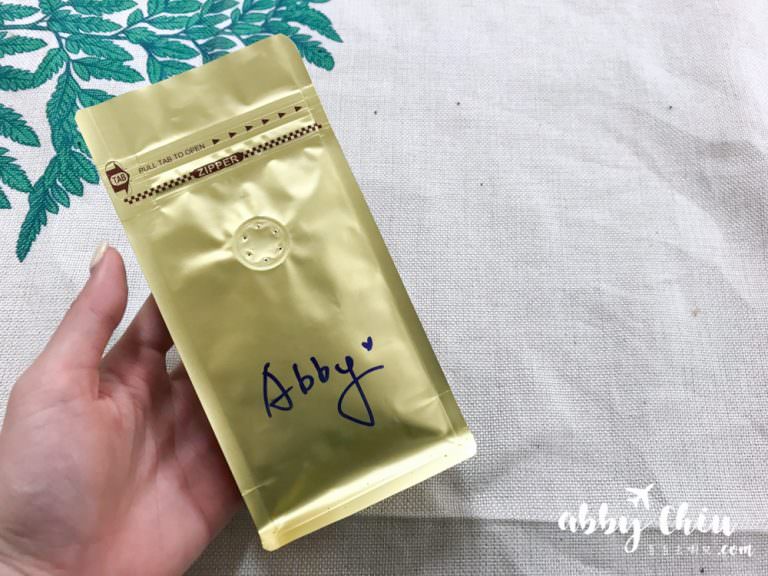 PULL TAB TO OPEN
TAB
ZIPPER
Abby
abby Chiu
.com